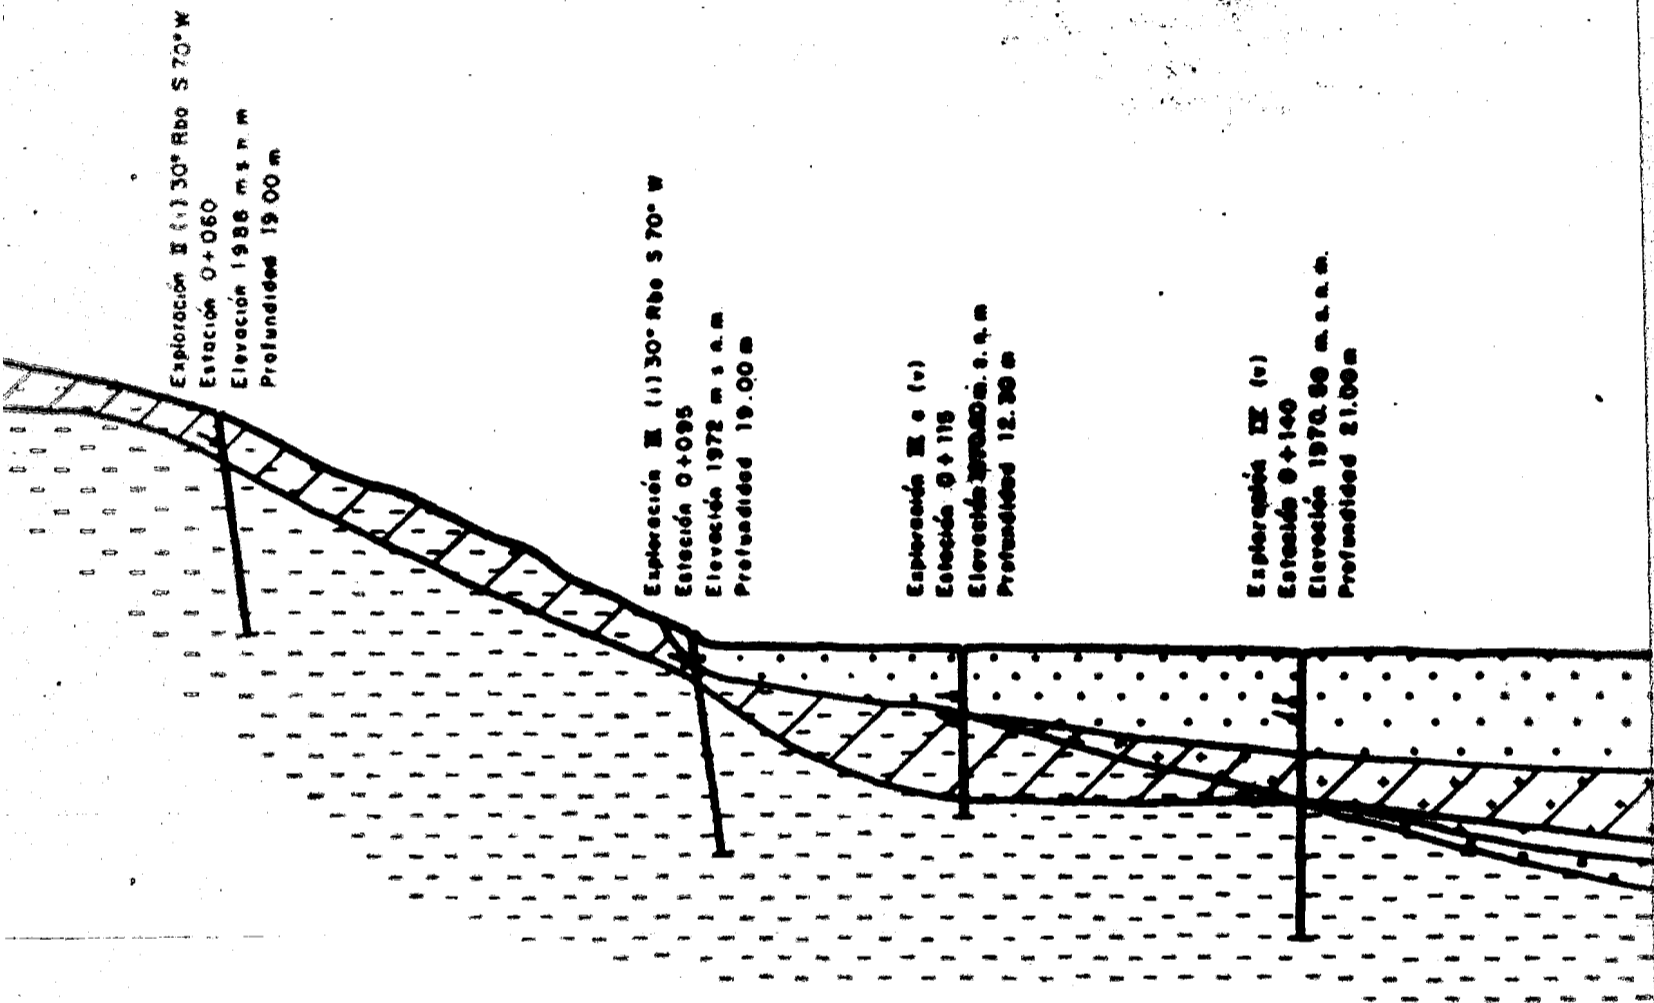 Exploración II (i) 30° Rbo S 70° W
Estación 0+060
Elevación 1988 m s n m
Profundidad 19 00 m
Exploración III (i) 30° Rbo S 70° W
Estación 0+095
Elevación 1972 m s n m
Profundidad 19.00 m
Exploración III a (v)
Estación 0+115
Elevación m. s. n. m
Profundidad 12.30 m
Exploración IX (v)
Estación 0+140
Elevación 1970. m. s. n. m.
Profundidad 21.00m